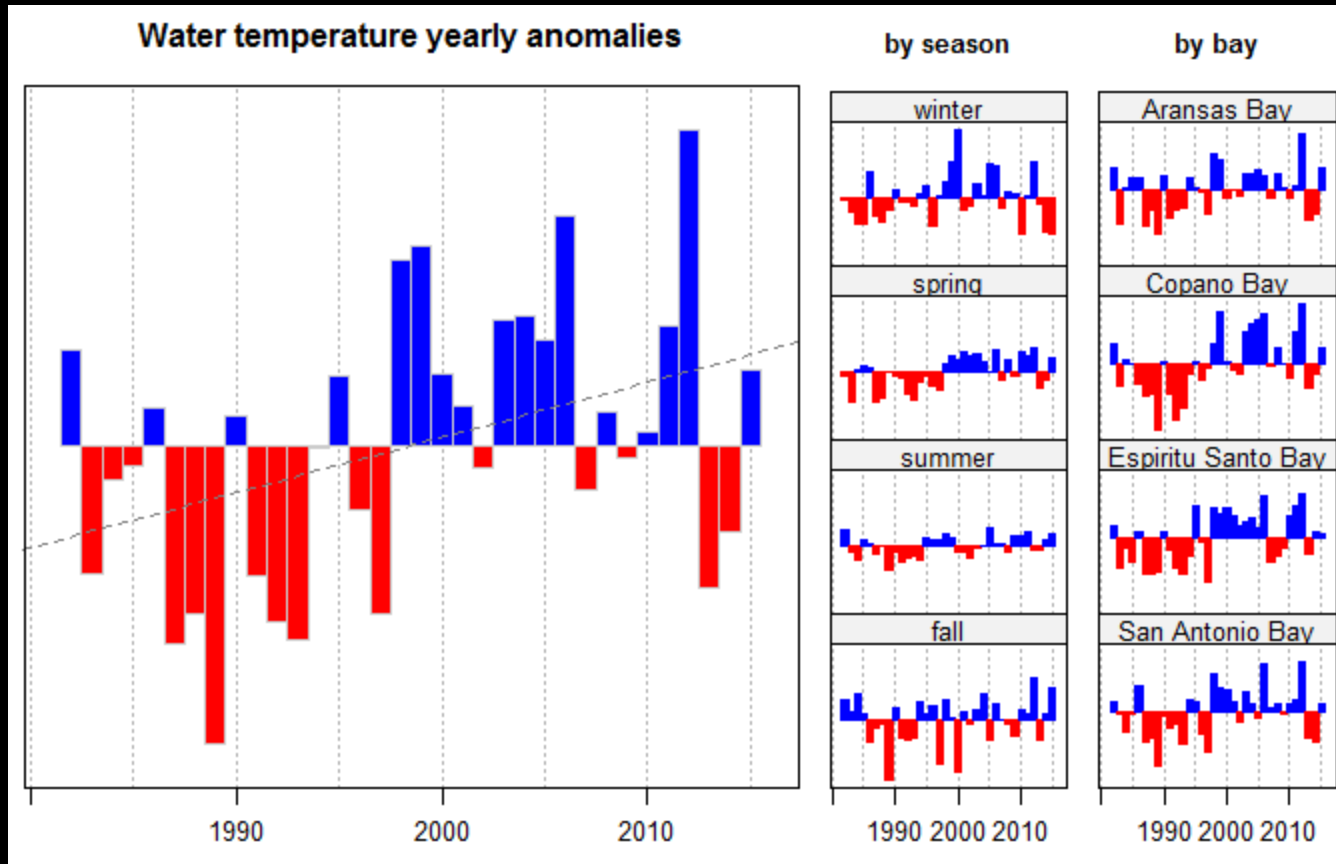 Water temperature yearly anomalies
1990 2000 2010
by season
winter
spring
summer
fall
1990 2000 2010
by bay
Aransas Bay
Copano Bay
Espiritu Santo Bay
San Antonio Bay
1990 2000 2010